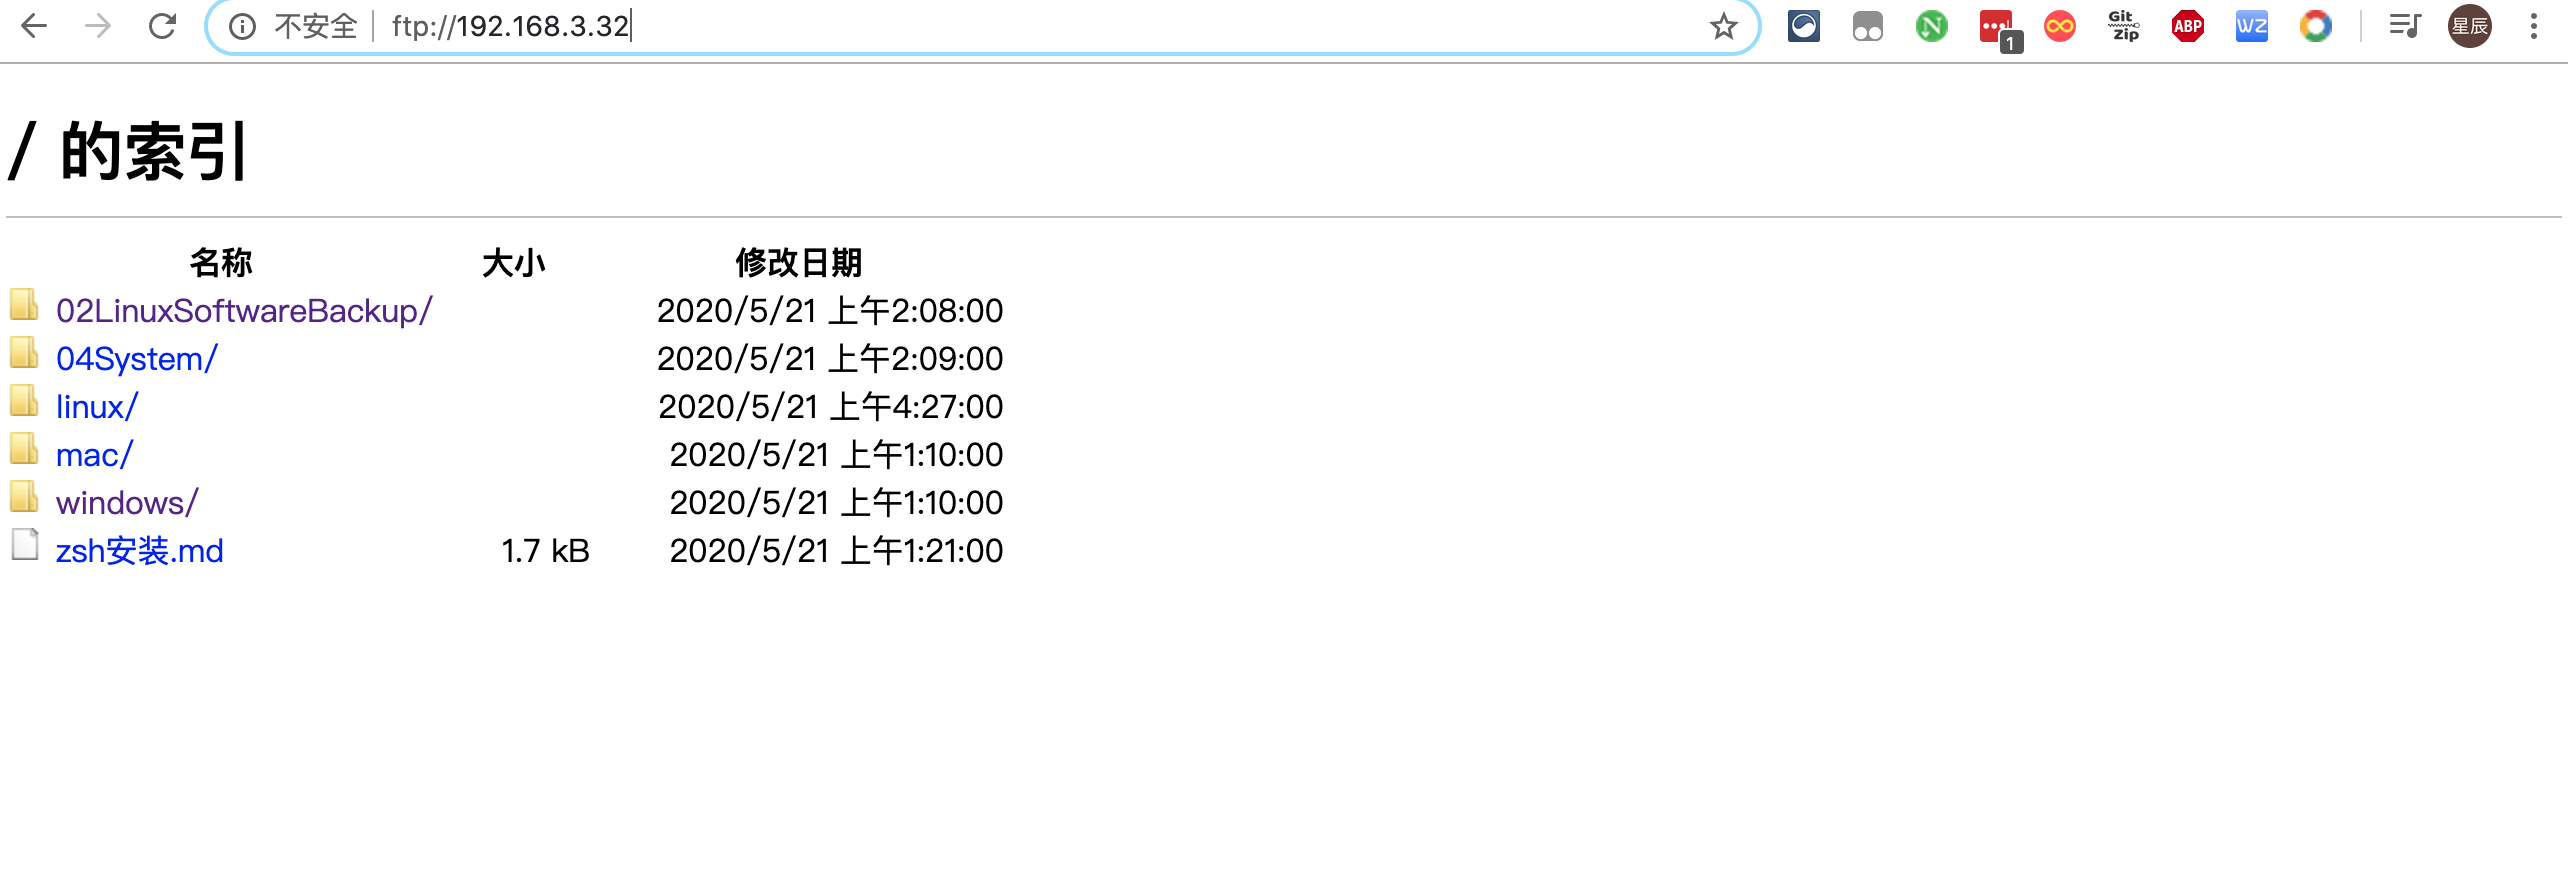 不安全 ftp://192.168.3.32
1
Git
Zip
ABP
WZ
星辰
/ 的索引
名称 大小 修改日期
02LinuxSoftwareBackup/ 2020/5/21 上午2:08:00
04System/ 2020/5/21 上午2:09:00
linux/ 2020/5/21 上午4:27:00
mac/ 2020/5/21 上午1:10:00
windows/ 2020/5/21 上午1:10:00
zsh安装.md 1.7 kB 2020/5/21 上午1:21:00